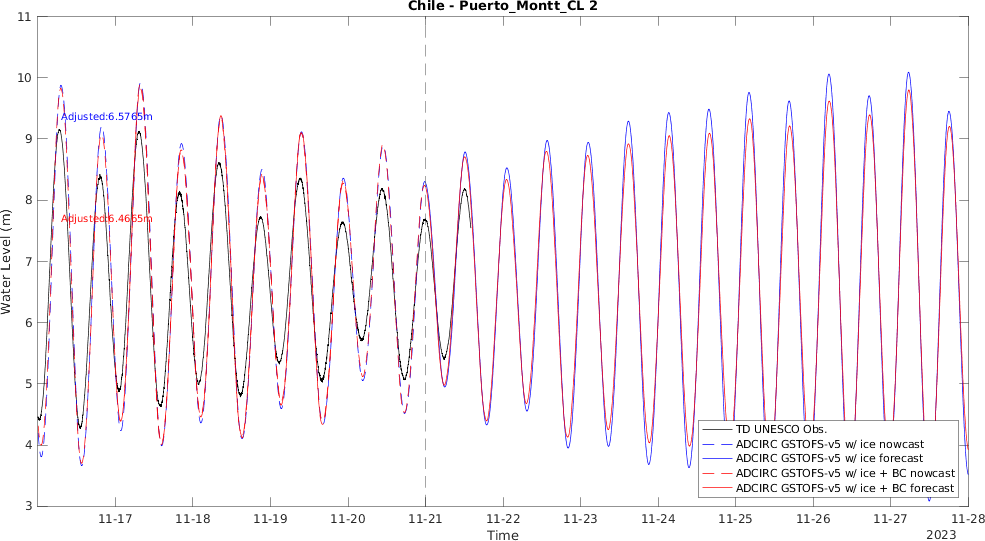 Chile - Puerto_Montt_CL 2
11
10
9
8
7
6
5
4
3
Water Level (m)
Adjusted:6.5765m
Adjusted:6.4665m
TD UNESCO Obs.
ADCIRC GSTOFS-v5 w/ ice nowcast
ADCIRC GSTOFS-v5 w/ ice forecast
ADCIRC GSTOFS-v5 w/ ice + BC nowcast
ADCIRC GSTOFS-v5 w/ ice + BC forecast
11-17 11-18 11-19 11-20 11-21 11-22 11-23 11-24 11-25 11-26 11-27 11-28
Time
2023